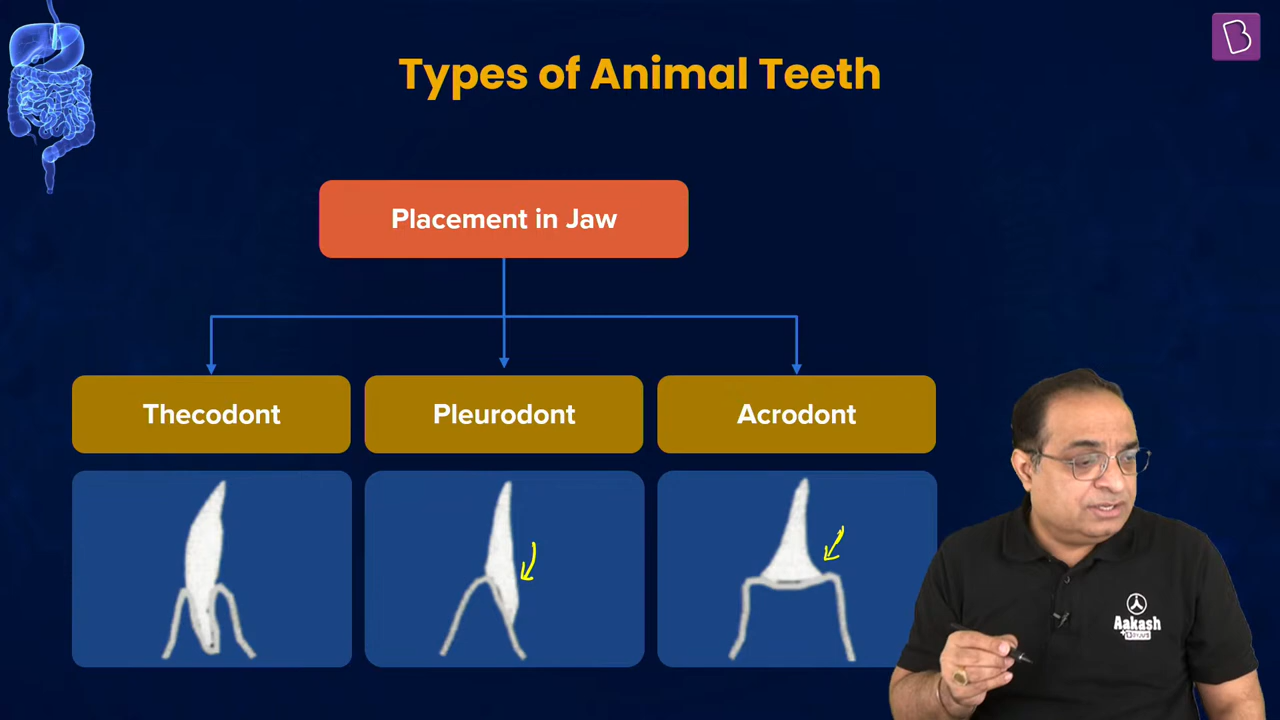 Types of Animal Teeth
Placement in Jaw
Thecodont
Pleurodont
Acrodont
Aakash